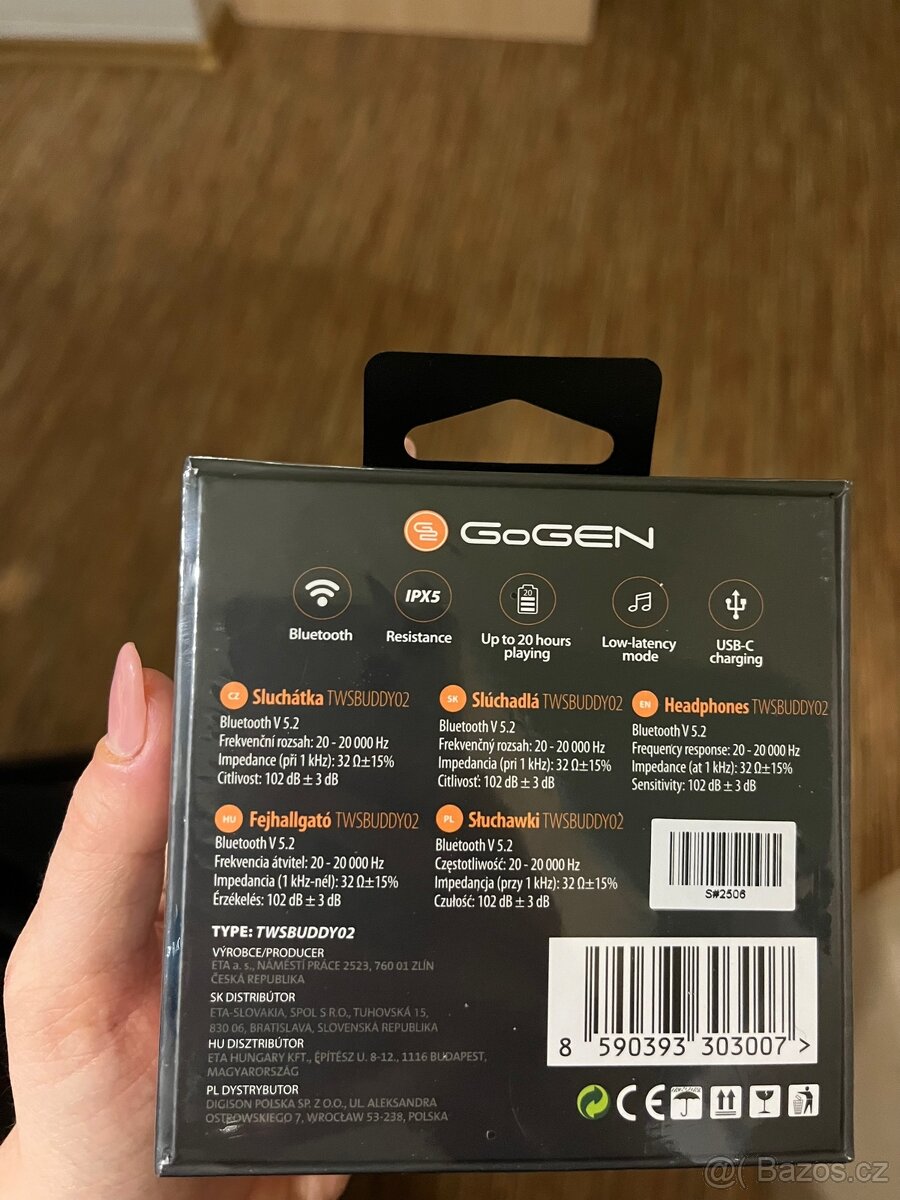 GoGEN
IPX5
20
Bluetooth
Resistance
Up to 20 hours
playing
Low-latency
mode
USB-C
charging
CZ Sluchátka TWSBUDDY02
Bluetooth V 5.2
Frekvenční rozsah: 20 - 20 000 Hz
Impedance (při 1 kHz): 32 Ω±15%
Citlivost: 102 dB ± 3 dB
SK Slúchadlá TWSBUDDY02
Bluetooth V 5.2
Frekvenčný rozsah: 20 - 20 000 Hz
Impedancia (pri 1 kHz): 32 Ω±15%
Citlivosť: 102 dB ± 3 dB
EN Headphones TWSBUDDY02
Bluetooth V 5.2
Frequency response: 20 - 20 000 Hz
Impedance (at 1 kHz): 32 Ω±15%
Sensitivity: 102 dB ± 3 dB
HU Fejhallgató TWSBUDDY02
Bluetooth V 5.2
Frekvencia átvitel: 20 - 20 000 Hz
Impedancia (1 kHz-nél): 32 Ω±15%
Érzékelés: 102 dB ± 3 dB
PL Słuchawki TWSBUDDY02
Bluetooth V 5.2
Częstotliwość: 20 - 20 000 Hz
Impedancja (przy 1 kHz): 32 Ω±15%
Czułość: 102 dB ± 3 dB
S#2506
TYPE: TWSBUDDY02
VÝROBCE/PRODUCER
ETA a. s., NÁMĚSTÍ PRÁCE 2523, 760 01 ZLÍN
ČESKÁ REPUBLIKA
SK DISTRIBÚTOR
ETA-SLOVAKIA, SPOL S R.O., TUHOVSKÁ 15,
830 06, BRATISLAVA, SLOVENSKÁ REPUBLIKA
HU DISZTRIBÚTOR
ETA HUNGARY KFT., ÉPÍTÉSZ U. 8-12., 1116 BUDAPEST,
MAGYARORSZÁG
PL DYSTRYBUTOR
DIGISON POLSKA SP. Z O.O., UL. ALEKSANDRA
OSTROWSKIEGO 7, WROCŁAW 53-238, POLSKA
8 590393 303007 >
CE
@( Bazos.cz